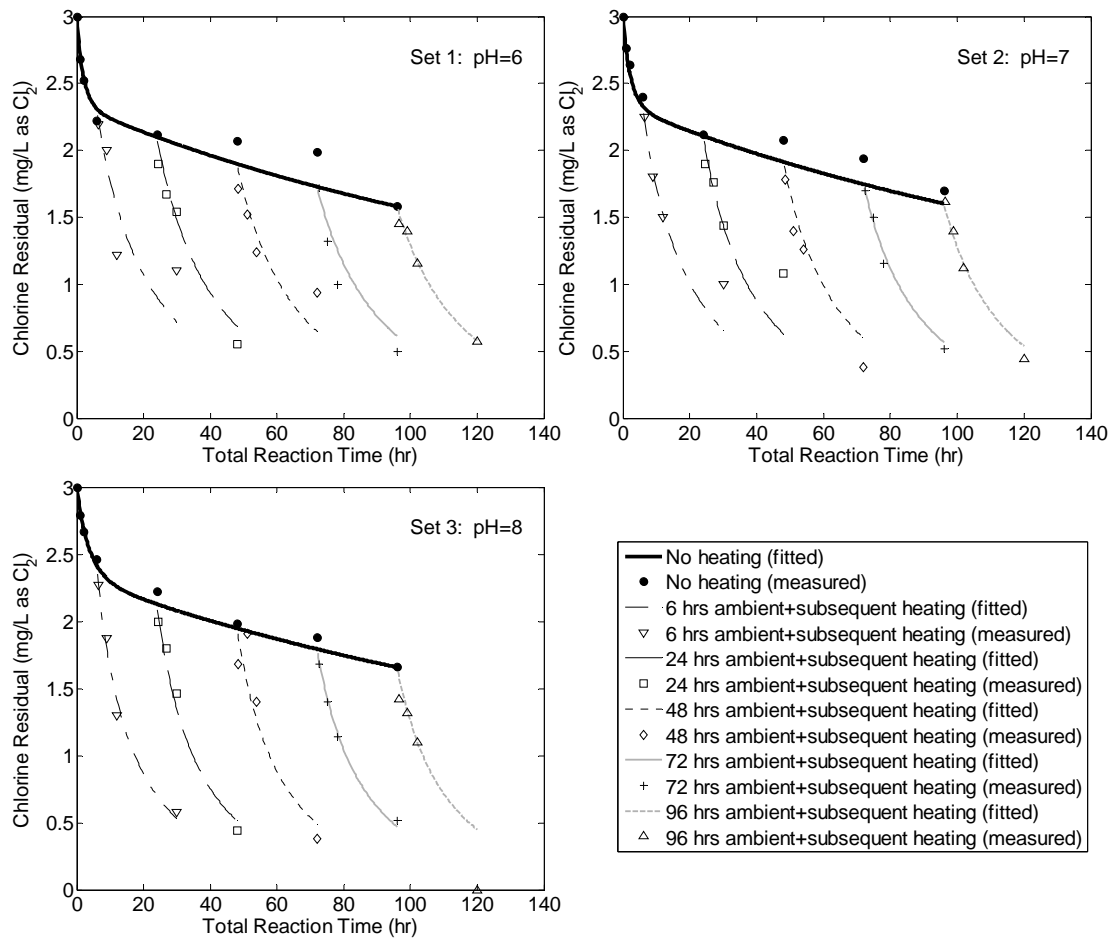 Set 1: pH=6
Chlorine Residual (mg/L as Cl2)
3
2.5
2
1.5
1
0.5
0
0 20 40 60 80 100 120 140
Total Reaction Time (hr)
Set 2: pH=7
Chlorine Residual (mg/L as Cl2)
3
2.5
2
1.5
1
0.5
0
0 20 40 60 80 100 120 140
Total Reaction Time (hr)
Set 3: pH=8
Chlorine Residual (mg/L as Cl2)
3
2.5
2
1.5
1
0.5
0
0 20 40 60 80 100 120 140
Total Reaction Time (hr)
No heating (fitted)
No heating (measured)
6 hrs ambient+subsequent heating (fitted)
6 hrs ambient+subsequent heating (measured)
24 hrs ambient+subsequent heating (fitted)
24 hrs ambient+subsequent heating (measured)
48 hrs ambient+subsequent heating (fitted)
48 hrs ambient+subsequent heating (measured)
72 hrs ambient+subsequent heating (fitted)
72 hrs ambient+subsequent heating (measured)
96 hrs ambient+subsequent heating (fitted)
96 hrs ambient+subsequent heating (measured)